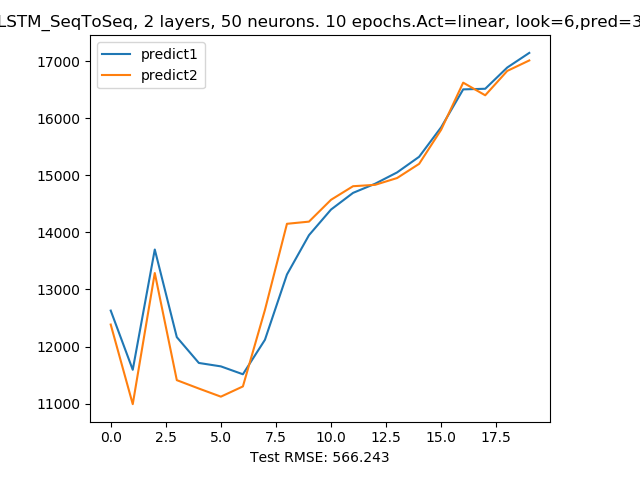 LSTM_SeqToSeq, 2 layers, 50 neurons. 10 epochs.Act=linear, look=6,pred=3
predict1
predict2
17000
16000
15000
14000
13000
12000
11000
0.0 2.5 5.0 7.5 10.0 12.5 15.0 17.5
Test RMSE: 566.243